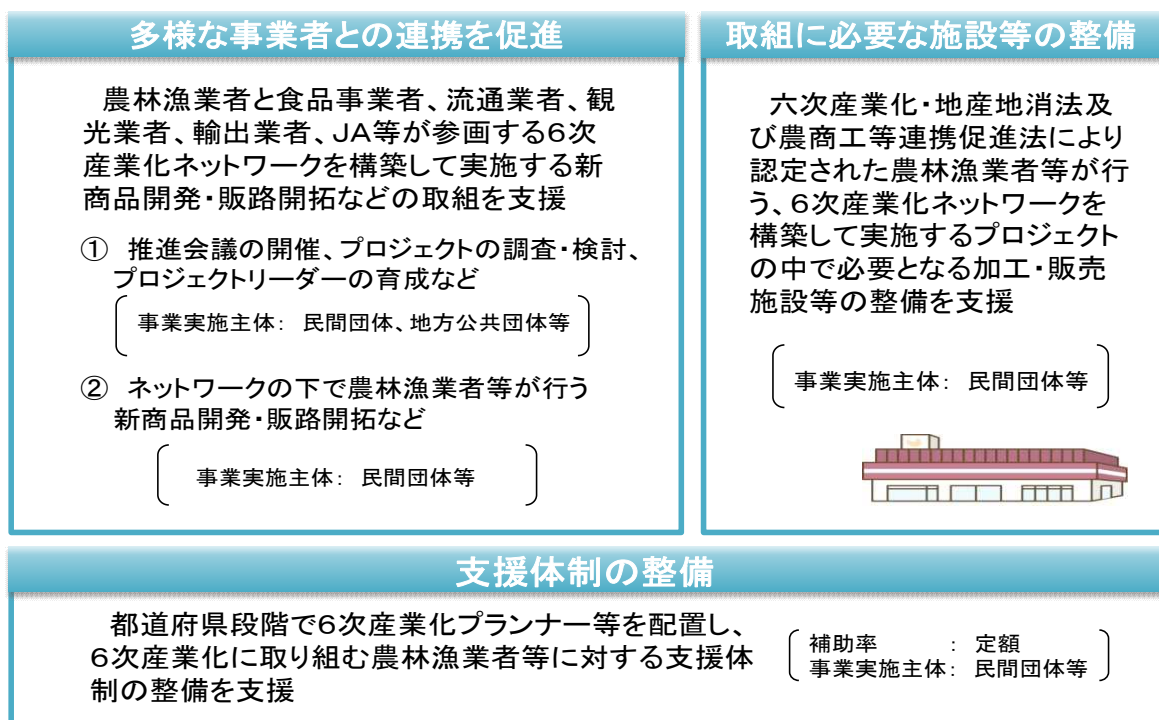 多様な事業者との連携を促進
農林漁業者と食品事業者、流通業者、観
光業者、輸出業者、JA等が参画する6次
産業化ネットワークを構築して実施する新
商品開発・販路開拓などの取組を支援
① 推進会議の開催、プロジェクトの調査・検討、
プロジェクトリーダーの育成など
事業実施主体: 民間団体、地方公共団体等
② ネットワークの下で農林漁業者等が行う
新商品開発・販路開拓など
事業実施主体: 民間団体等
取組に必要な施設等の整備
六次産業化・地産地消法及
び農商工等連携促進法により
認定された農林漁業者等が行
う、6次産業化ネットワークを
構築して実施するプロジェクト
の中で必要となる加工・販売
施設等の整備を支援
事業実施主体: 民間団体等
支援体制の整備
都道府県段階で6次産業化プランナー等を配置し、
6次産業化に取り組む農林漁業者等に対する支援体
制の整備を支援
補助率 : 定額
事業実施主体: 民間団体等